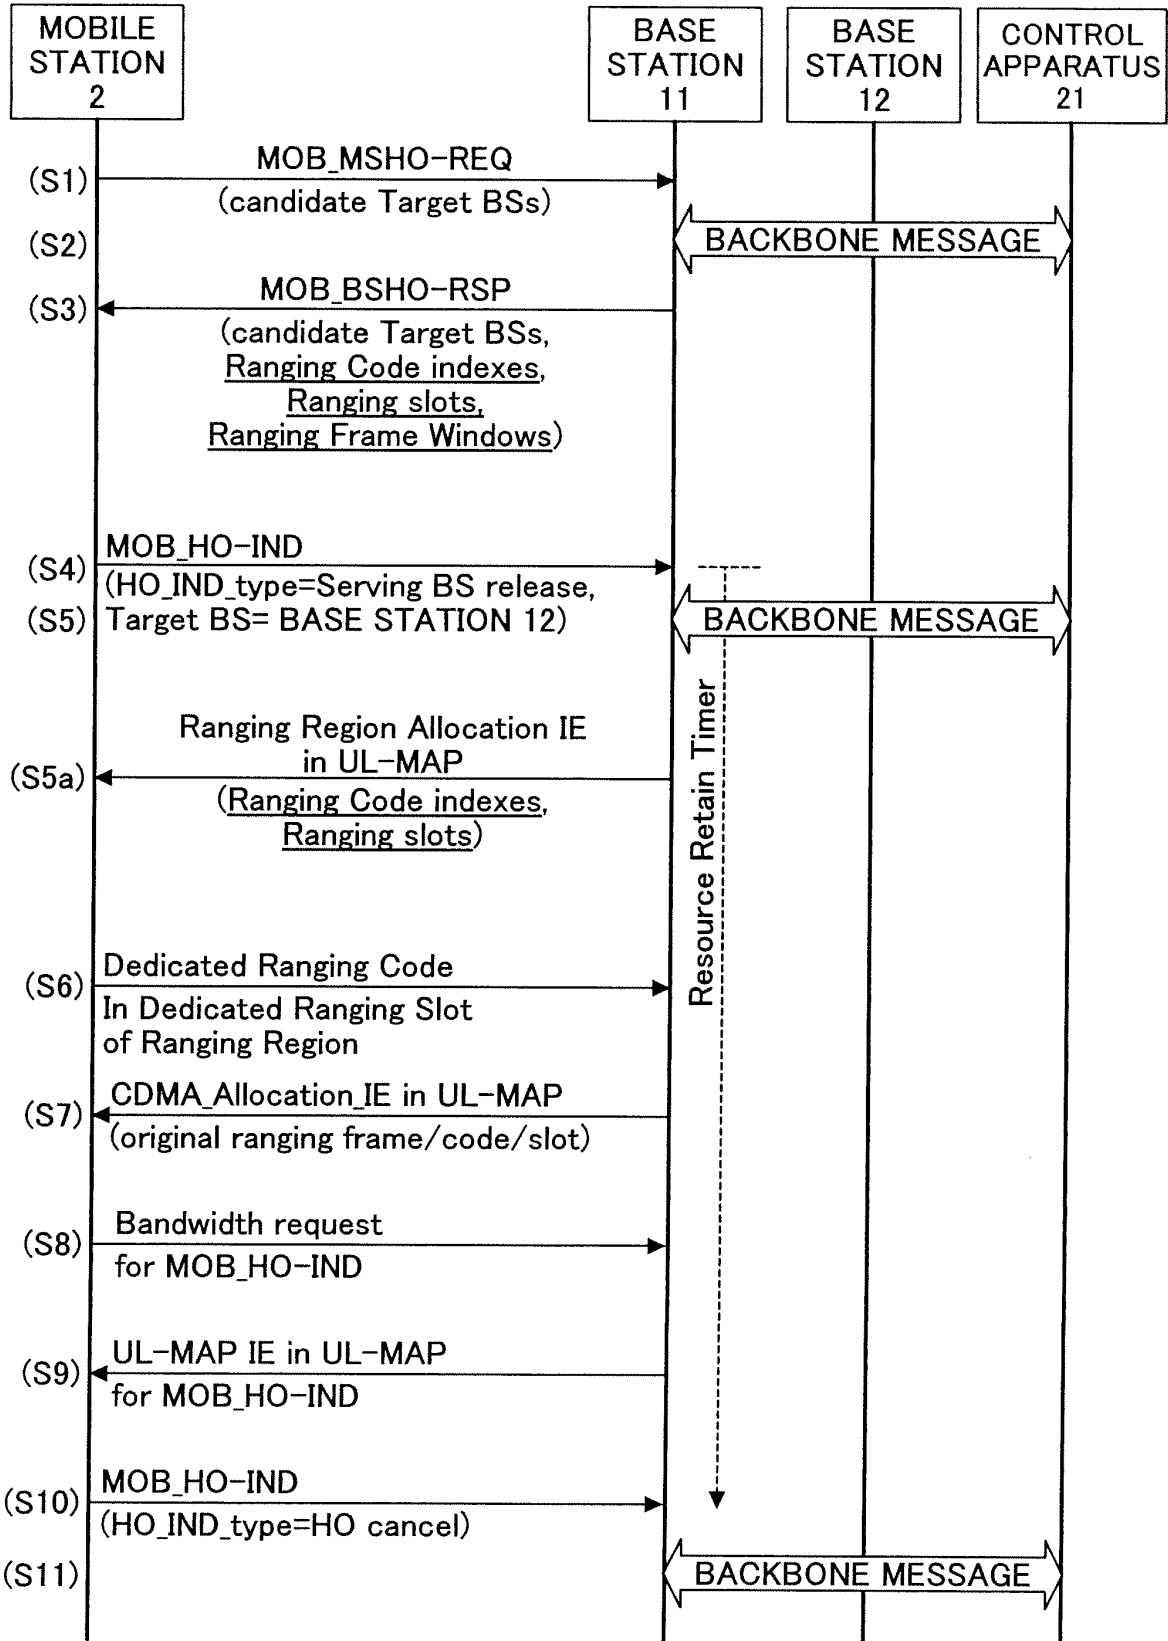 MOBILE
STATION
2
BASE
STATION
11
BASE
STATION
12
CONTROL
APPARATUS
21
(S1)
MOB_MSHO-REQ
(candidate Target BSs)
(S2)
BACKBONE MESSAGE
(S3)
MOB_BSHO-RSP
(candidate Target BSs,
Ranging Code indexes,
Ranging slots,
Ranging Frame Windows)
(S4)
MOB_HO-IND
(HO_IND_type=Serving BS release,
(S5)
Target BS= BASE STATION 12)
BACKBONE MESSAGE
Resource Retain Timer
Ranging Region Allocation IE
in UL-MAP
(S5a)
(Ranging Code indexes,
Ranging slots)
(S6)
Dedicated Ranging Code
In Dedicated Ranging Slot
of Ranging Region
(S7)
CDMA_Allocation_IE in UL-MAP
(original ranging frame/code/slot)
(S8)
Bandwidth request
for MOB_HO-IND
(S9)
UL-MAP IE in UL-MAP
for MOB_HO-IND
(S10)
MOB_HO-IND
(HO_IND_type=HO cancel)
(S11)
BACKBONE MESSAGE